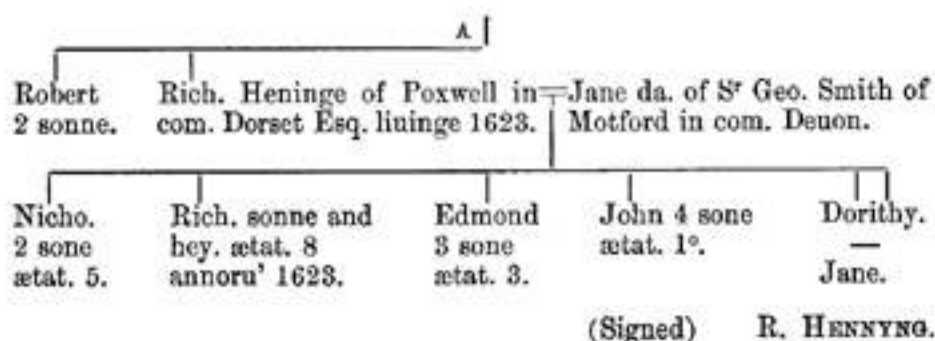 A
Robert
2 sonne.
Rich. Heninge of Poxwell in
com. Dorset Esq. liuinge 1623.
Jane da. of Sʳ Geo. Smith of
Motford in com. Deuon.
Nicho.
2 sone
ætat. 5.
Rich. sonne and
hey. ætat. 8
annoru' 1623.
Edmond
3 sone
ætat. 3.
John 4 sone
ætat. 1º.
Dorithy.
—
Jane.
(Signed) R. HENNYNG.